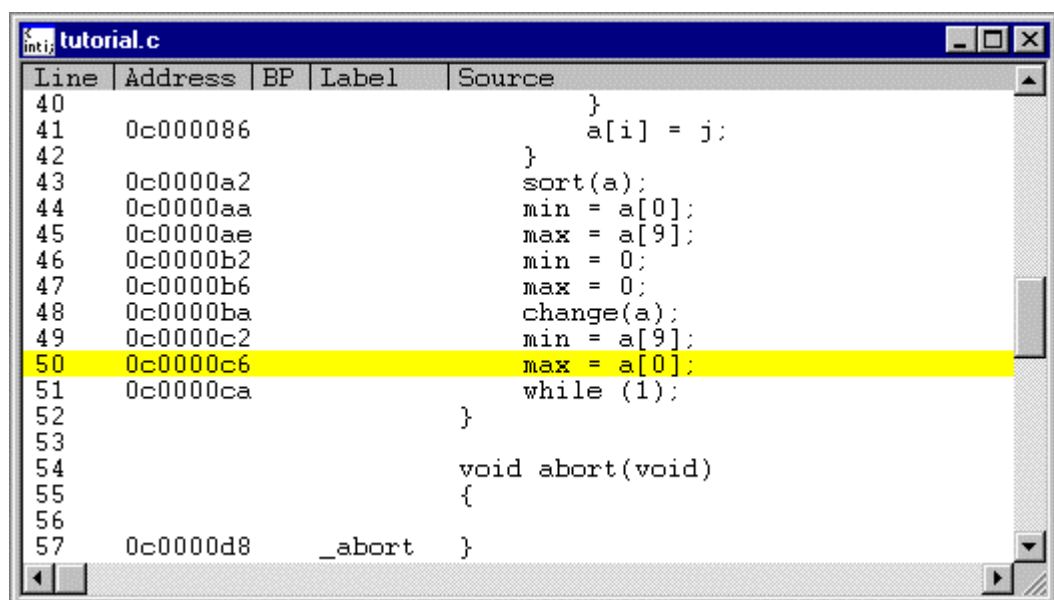 int i; tutorial.c
Line Address BP Label Source
40 }
41 0c000086 a[i] = j;
42 }
43 0c0000a2 sort(a);
44 0c0000aa min = a[0];
45 0c0000ae max = a[9];
46 0c0000b2 min = 0;
47 0c0000b6 max = 0;
48 0c0000ba change(a);
49 0c0000c2 min = a[9];
50 0c0000c6 max = a[0];
51 0c0000ca while (1);
52 }
53
54 void abort(void)
55 {
56
57 0c0000d8 _abort }